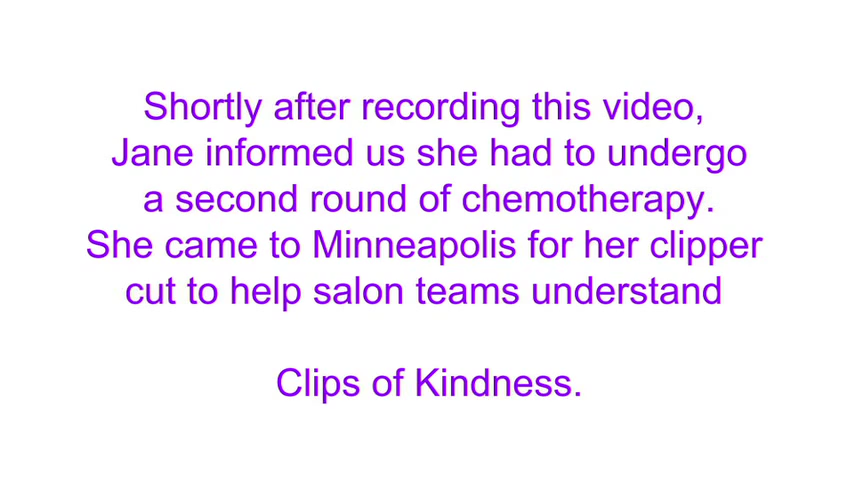 Shortly after recording this video,
Jane informed us she had to undergo
a second round of chemotherapy.
She came to Minneapolis for her clipper
cut to help salon teams understand
Clips of Kindness.